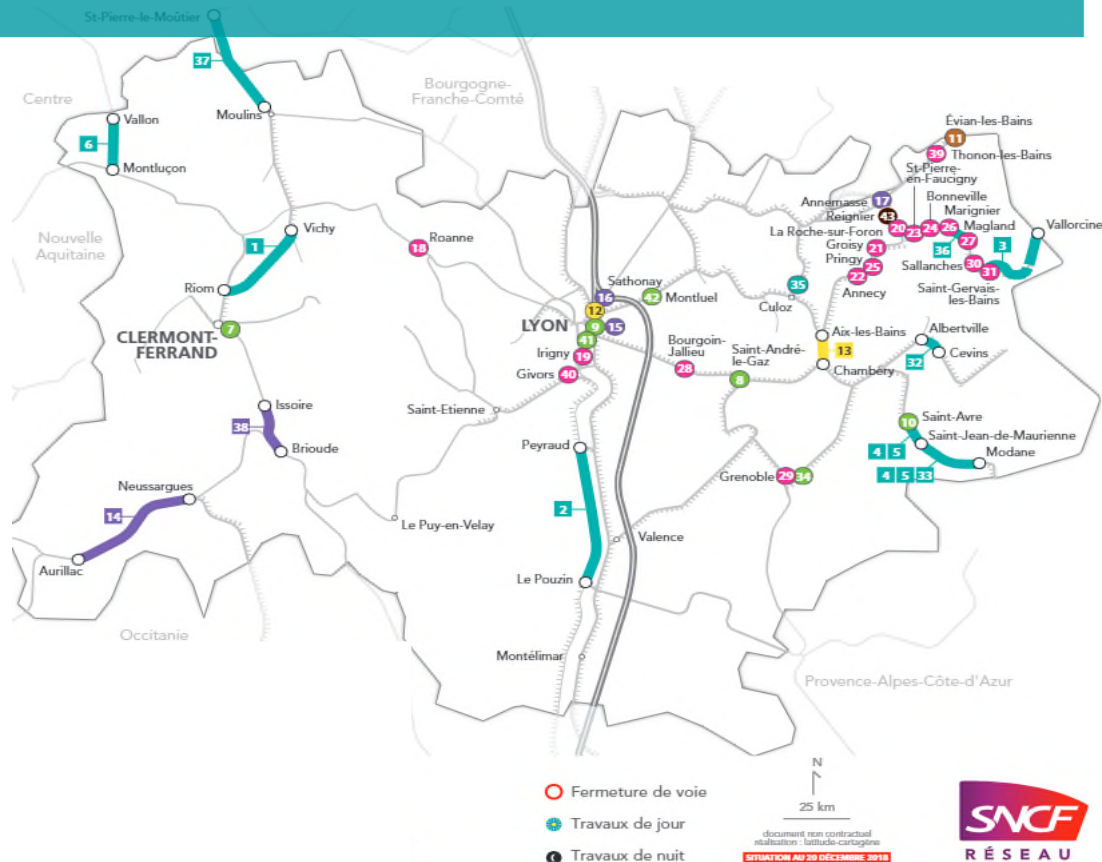 St-Pierre-le-Moûtier
37
Centre
Bourgogne-
Franche-Comté
Vallon
Moulins
6
Montluçon
Évian-les-Bains
11
39
Thonon-les-Bains
St-Pierre-
en-Faucigny
Bonneville
Marignier
Magland
Annemasse
17
Reignier
43
La Roche-sur-Foron
20
23
24
26
27
Vallorcine
Groisy
21
36
3
Pringy
25
22
Annecy
Sallanches
30
31
Saint-Gervais-
les-Bains
Nouvelle
Aquitaine
Vichy
1
Roanne
18
Riom
CLERMONT-
FERRAND
7
Sathonay
16
12
42
Montluel
35
Culoz
LYON
9
15
41
Irigny
19
Givors
40
Bourgoin-
Jallieu
28
Saint-André-
le-Gaz
8
Aix-les-Bains
13
Chambéry
Albertville
Cevins
32
Issoire
38
Brioude
Saint-Etienne
Peyraud
10
Saint-Avre
Saint-Jean-de-Maurienne
4
5
Modane
4
5
33
Grenoble
29
34
Neussargues
14
Aurillac
Le Puy-en-Velay
2
Valence
Le Pouzin
Occitanie
Montélimar
Provence-Alpes-Côte-d'Azur
Fermeture de voie
Travaux de jour
Travaux de nuit
N
25 km
document non contractuel
réalisation : latitude-cartagène
SITUATION AU 20 DÉCEMBRE 2018
SNCF
RÉSEAU